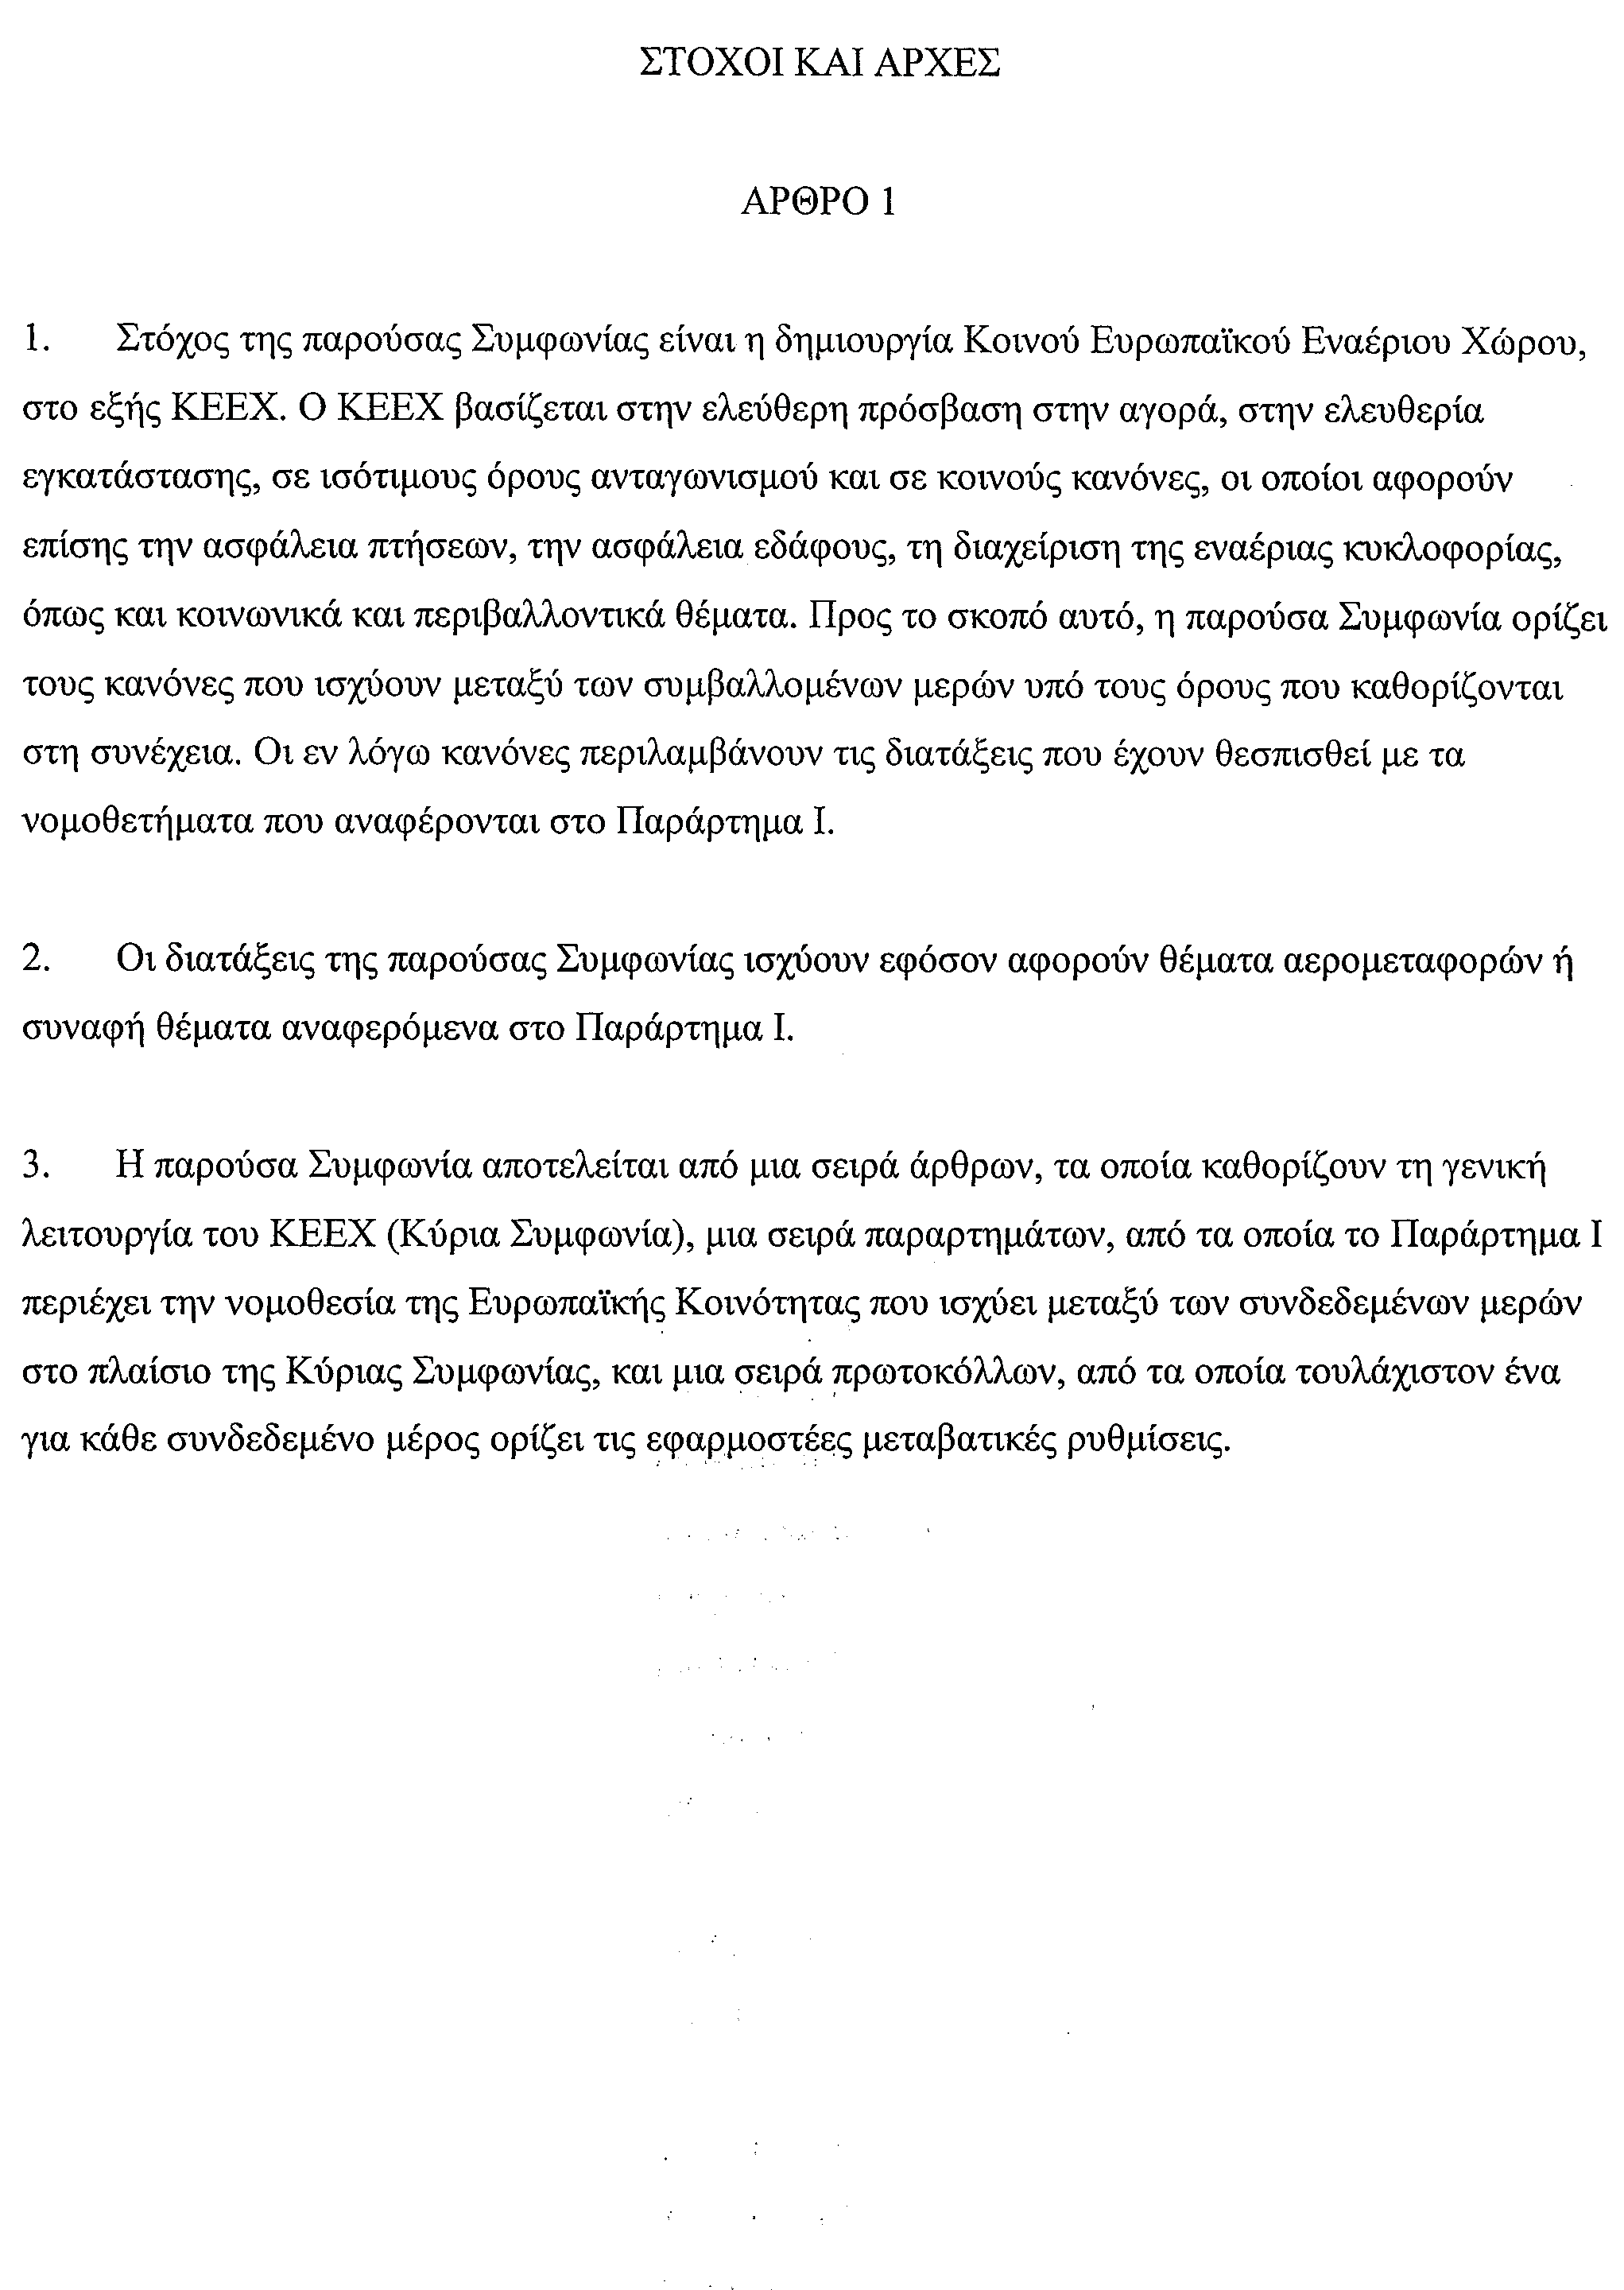 ΣΤΟΧΟΙ ΚΑΙ ΑΡΧΕΣ
ΑΡΘΡΟ 1
1. Στόχος της παρούσας Συμφωνίας είναι η δημιουργία Κοινού Ευρωπαϊκού Εναέριου Χώρου,
στο εξής ΚΕΕΧ. Ο ΚΕΕΧ βασίζεται στην ελεύθερη πρόσβαση στην αγορά, στην ελευθερία
εγκατάστασης, σε ισότιμους όρους ανταγωνισμού και σε κοινούς κανόνες, οι οποίοι αφορούν
επίσης την ασφάλεια πτήσεων, την ασφάλεια εδάφους, τη διαχείριση της εναέριας κυκλοφορίας,
όπως και κοινωνικά και περιβαλλοντικά θέματα. Προς το σκοπό αυτό, η παρούσα Συμφωνία ορίζει
τους κανόνες που ισχύουν μεταξύ των συμβαλλομένων μερών υπό τους όρους που καθορίζονται
στη συνέχεια. Οι εν λόγω κανόνες περιλαμβάνουν τις διατάξεις που έχουν θεσπισθεί με τα
νομοθετήματα που αναφέρονται στο Παράρτημα Ι.
2. Οι διατάξεις της παρούσας Συμφωνίας ισχύουν εφόσον αφορούν θέματα αερομεταφορών ή
συναφή θέματα αναφερόμενα στο Παράρτημα Ι.
3. Η παρούσα Συμφωνία αποτελείται από μια σειρά άρθρων, τα οποία καθορίζουν τη γενική
λειτουργία του ΚΕΕΧ (Κύρια Συμφωνία), μια σειρά παραρτημάτων, από τα οποία το Παράρτημα Ι
περιέχει την νομοθεσία της Ευρωπαϊκής Κοινότητας που ισχύει μεταξύ των συνδεδεμένων μερών
στο πλαίσιο της Κύριας Συμφωνίας, και μια σειρά πρωτοκόλλων, από τα οποία τουλάχιστον ένα
για κάθε συνδεδεμένο μέρος ορίζει τις εφαρμοστέες μεταβατικές ρυθμίσεις.